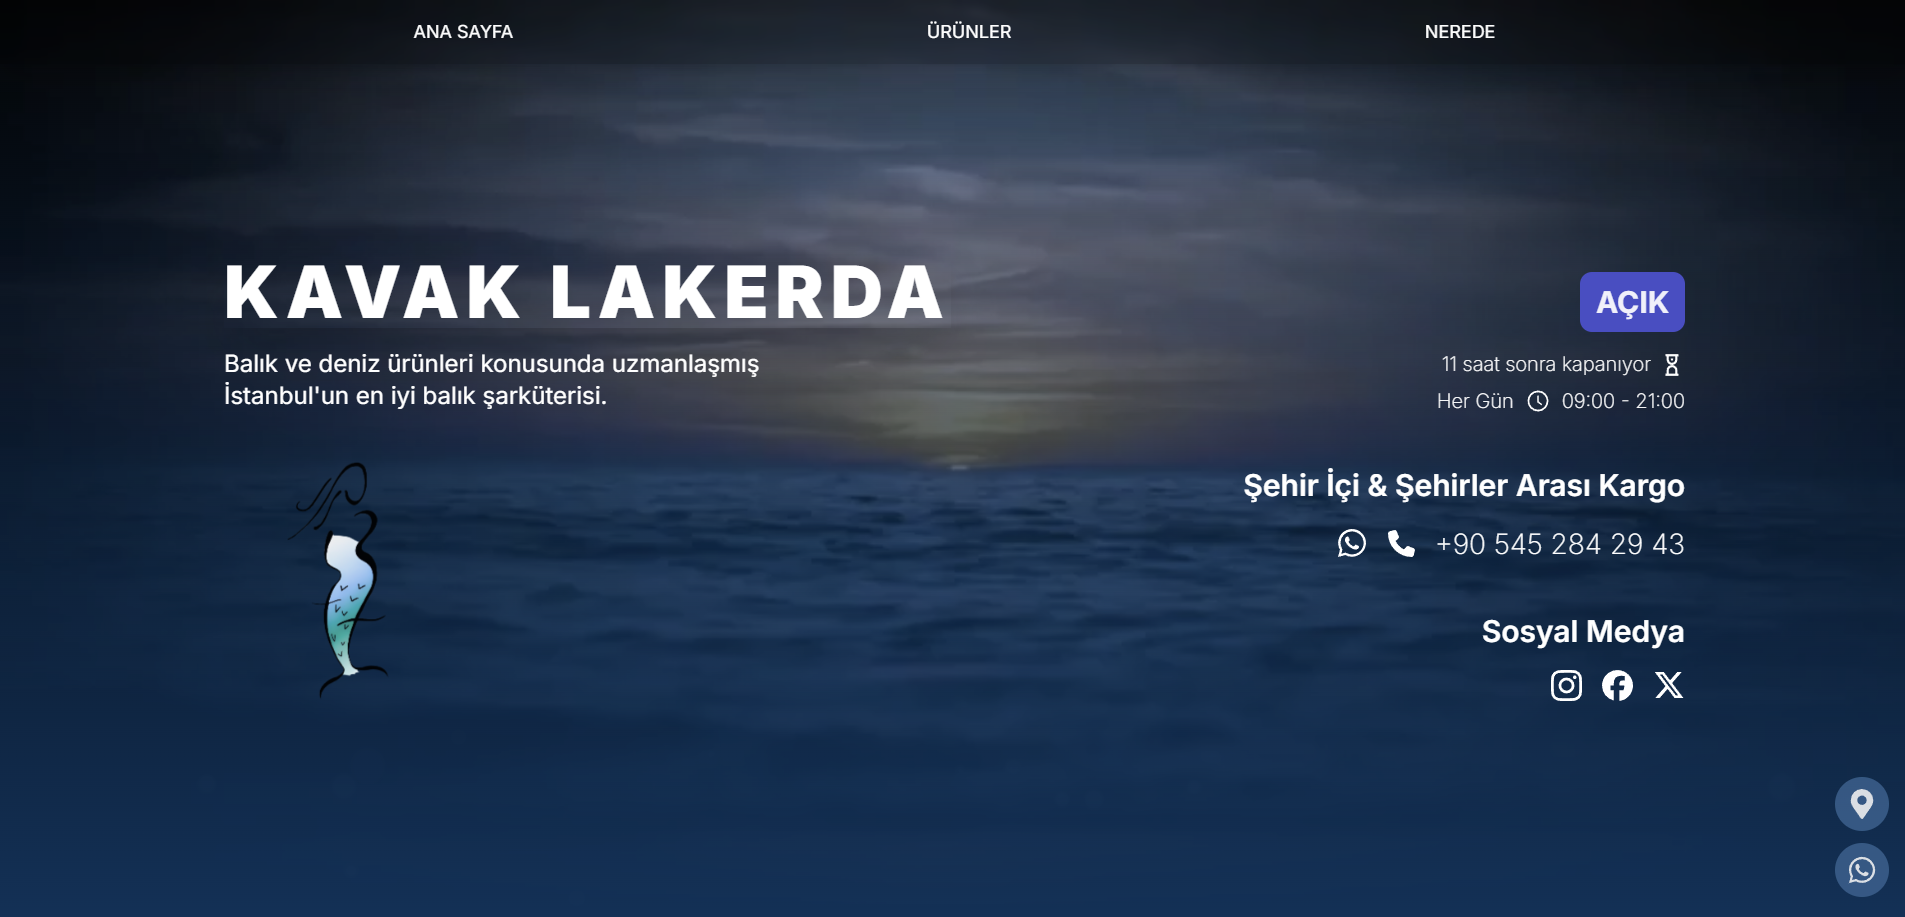 ANA SAYFA
ÜRÜNLER
NEREDE
KAVAK LAKERDA
Balık ve deniz ürünleri konusunda uzmanlaşmış
İstanbul'un en iyi balık şarküterisi.
AÇIK
11 saat sonra kapanıyor
Her Gün 09:00 - 21:00
Şehir İçi & Şehirler Arası Kargo
+90 545 284 29 43
Sosyal Medya